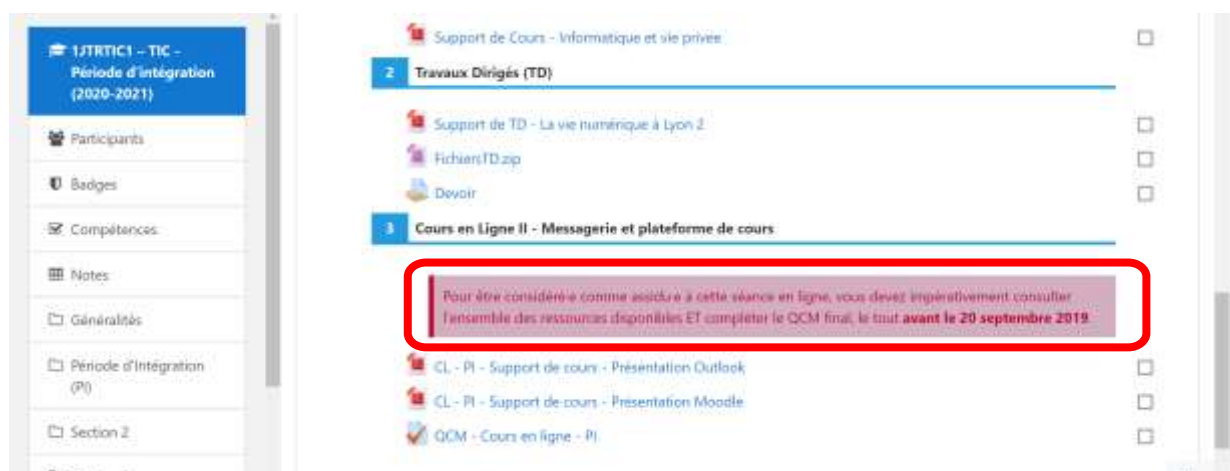 1JTRTIC1 – TIC –
Période d'intégration
(2020-2021)
Participants
Badges
Compétences
Notes
Généralités
Période d'Intégration
(PI)
Section 2
Support de Cours - Informatique et vie privee
2 Travaux Dirigés (TD)
Support de TD - La vie numérique à Lyon 2
FichiersTD.zip
Devoir
3 Cours en Ligne II - Messagerie et plateforme de cours
Pour être considéré·e comme assidu·e à cette séance en ligne, vous devez impérativement consulter
l'ensemble des ressources disponibles ET compléter le QCM final, le tout avant le 20 septembre 2019.
CL - PI - Support de cours - Présentation Outlook
CL - PI - Support de cours - Présentation Moodle
QCM - Cours en ligne - PI